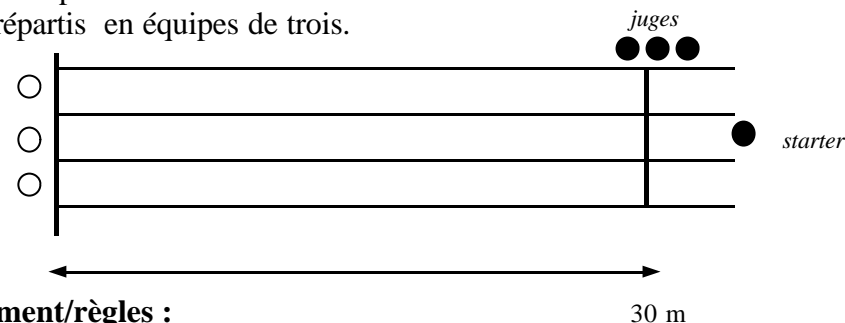 répartis en équipes de trois.
juges
starter
30 m
ment/règles :